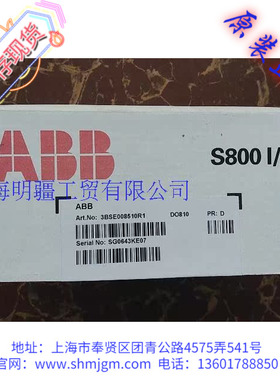 原装
现货
ABB
S800 I/
海明疆工贸有限公
ABB
Art.No: 3BSE008510R1 DO810 PR: D
Serial No: SG0643KE07
地址：上海市奉贤区团青公路4575弄541号
官网：www.shmjgm.com 电话：13601788850